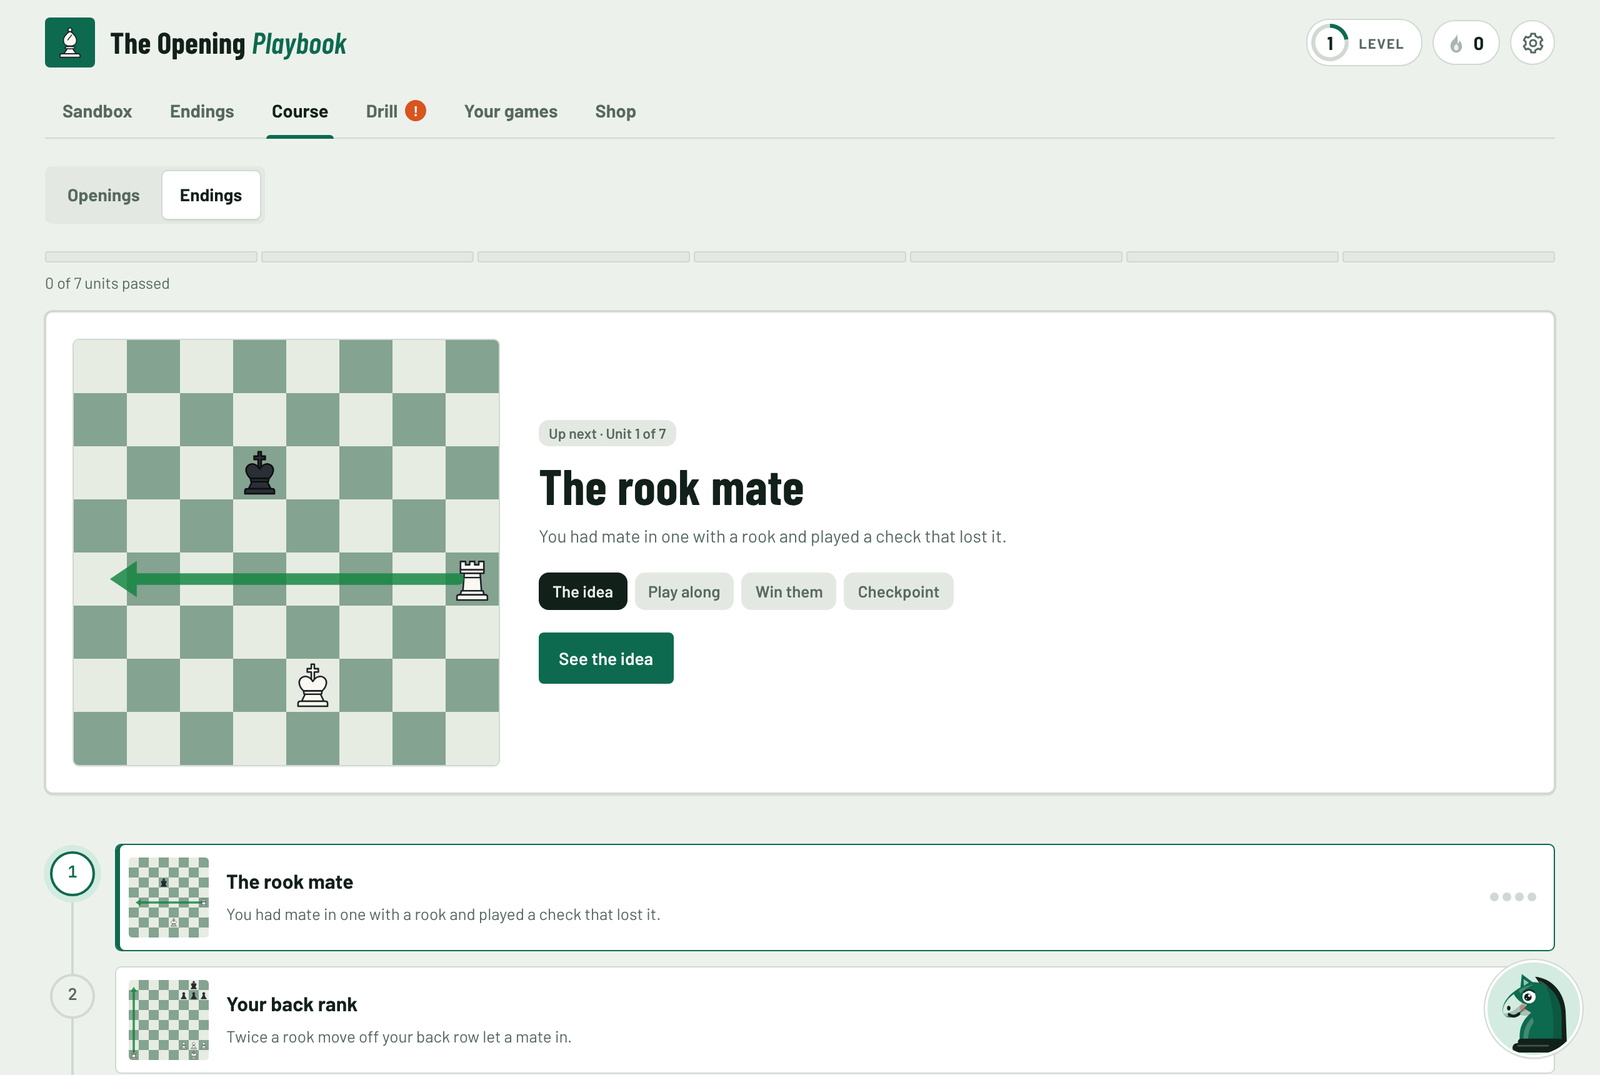 The Opening Playbook
1 LEVEL
0
Sandbox
Endings
Course
Drill !
Your games
Shop
Openings
Endings
0 of 7 units passed
Up next · Unit 1 of 7
The rook mate
You had mate in one with a rook and played a check that lost it.
The idea
Play along
Win them
Checkpoint
See the idea
1
The rook mate
You had mate in one with a rook and played a check that lost it.
2
Your back rank
Twice a rook move off your back row let a mate in.